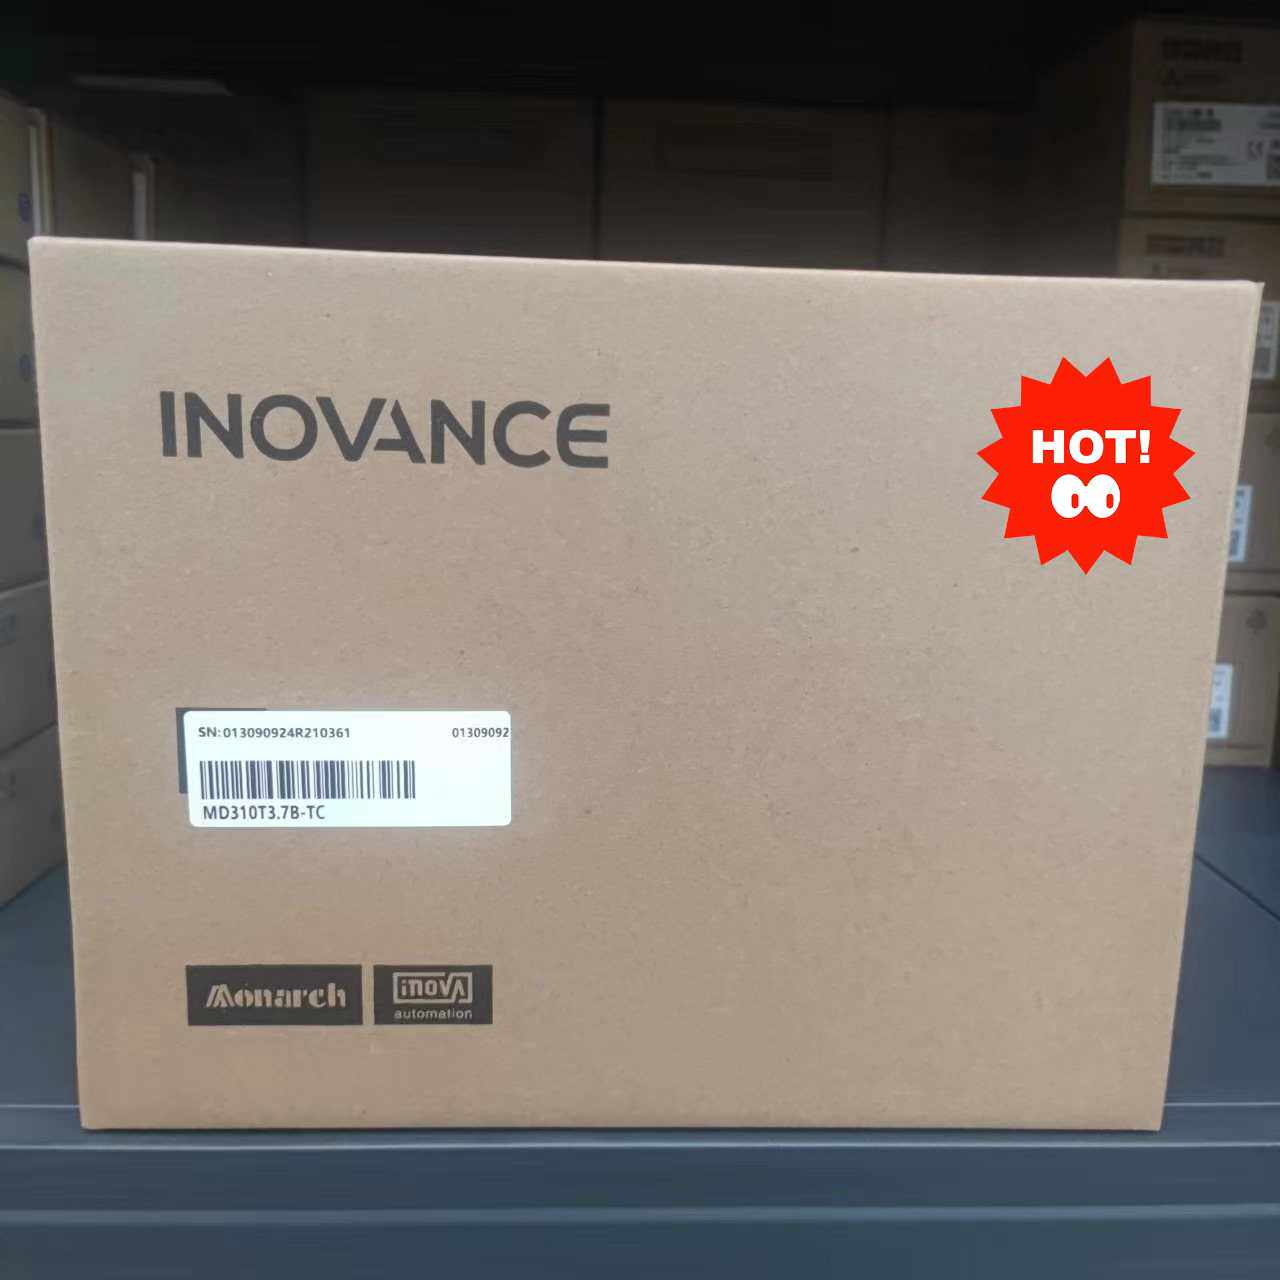 INOVANCE
HOT!
SN: 013090924R210361 01309092
MD310T3.7B-TC
Monarch
inovA
automation